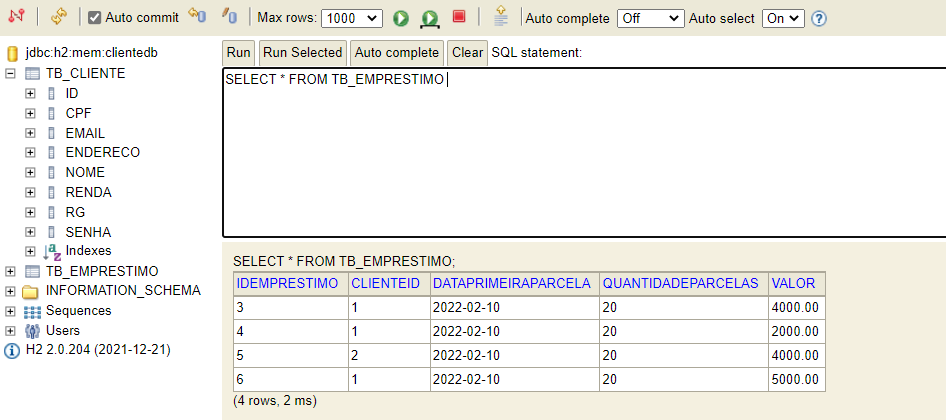 Auto commit Max rows: 1000 Auto complete Off Auto select On
jdbc:h2:mem:clientedb
TB_CLIENTE
ID
CPF
EMAIL
ENDERECO
NOME
RENDA
RG
SENHA
Indexes
TB_EMPRESTIMO
INFORMATION_SCHEMA
Sequences
Users
H2 2.0.204 (2021-12-21)
Run Run Selected Auto complete Clear SQL statement:
SELECT * FROM TB_EMPRESTIMO
SELECT * FROM TB_EMPRESTIMO;
IDEMPRESTIMO CLIENTEID DATAPRIMEIRAPARCELA QUANTIDADEPARCELAS VALOR
3 1 2022-02-10 20 4000.00
4 1 2022-02-10 20 2000.00
5 2 2022-02-10 20 4000.00
6 1 2022-02-10 20 5000.00
(4 rows, 2 ms)